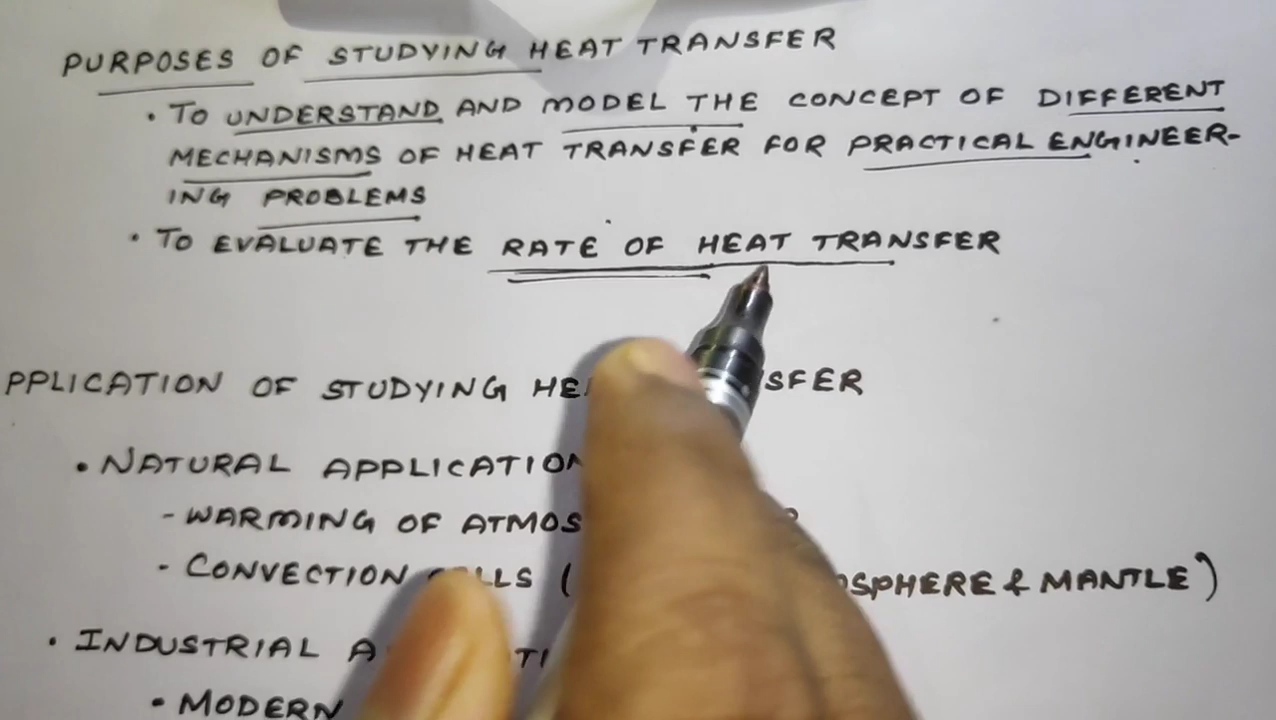 PURPOSES OF STUDYING HEAT TRANSFER
• TO UNDERSTAND AND MODEL THE CONCEPT OF DIFFERENT
MECHANISMS OF HEAT TRANSFER FOR PRACTICAL ENGINEER-
ING PROBLEMS
• TO EVALUATE THE RATE OF HEAT TRANSFER
PPLICATION OF STUDYING HE SFER
• NATURAL APPLICATION
- WARMING OF ATMOS
- CONVECTION (OSPHERE & MANTLE)
• INDUSTRIAL
• MODERN